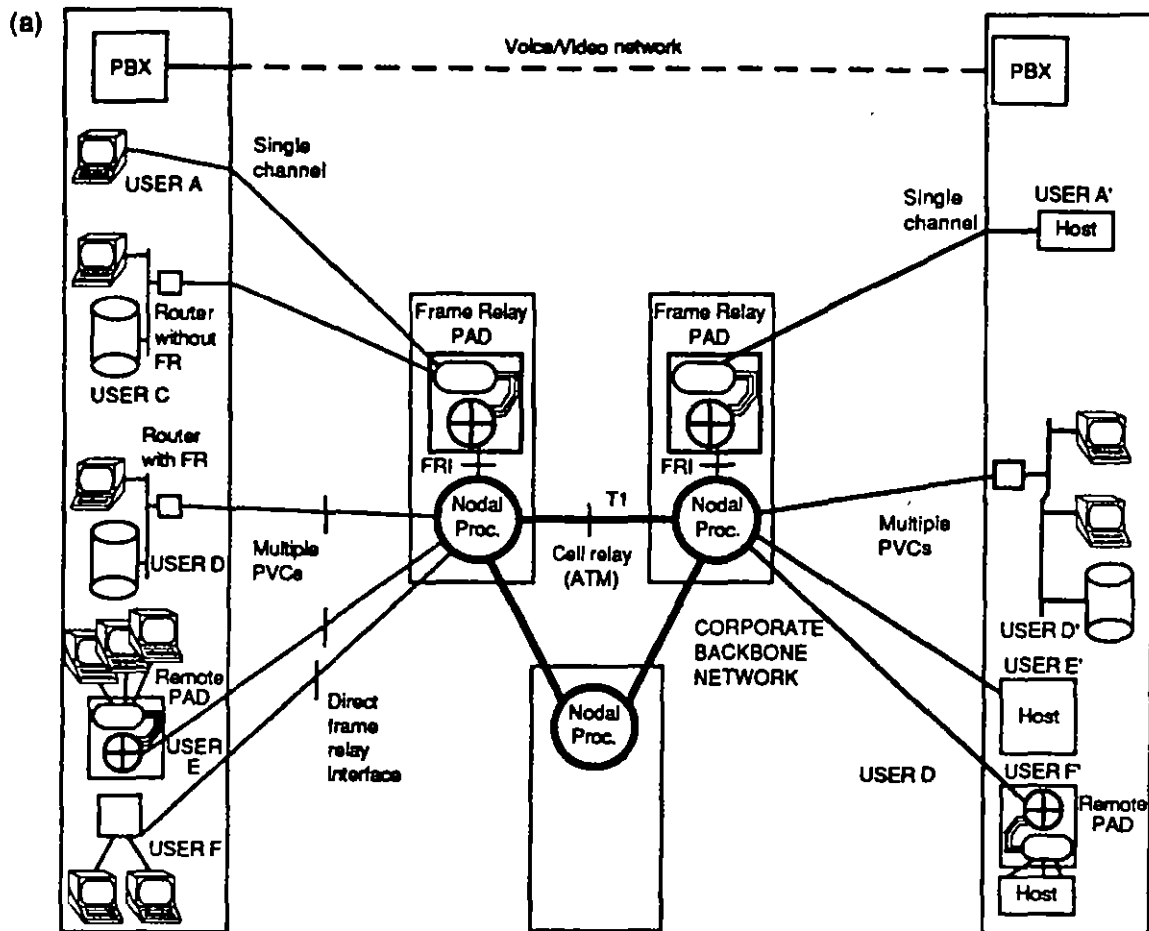 (a)
Voice/Video network
PBX
PBX
Single
channel
USER A
USER A'
Single
channel
Host
Router
without
FR
USER C
Frame Relay
PAD
Frame Relay
PAD
Router
with FR
FRI
FRI
Nodal
Proc.
T1
Nodal
Proc.
Cell relay
(ATM)
Multiple
PVCs
Multiple
PVCs
USER D
USER D'
CORPORATE
BACKBONE
NETWORK
Remote
PAD
USER
E
Direct
frame
relay
interface
Nodal
Proc.
USER E'
Host
USER D
USER F'
Remote
PAD
Host
USER F